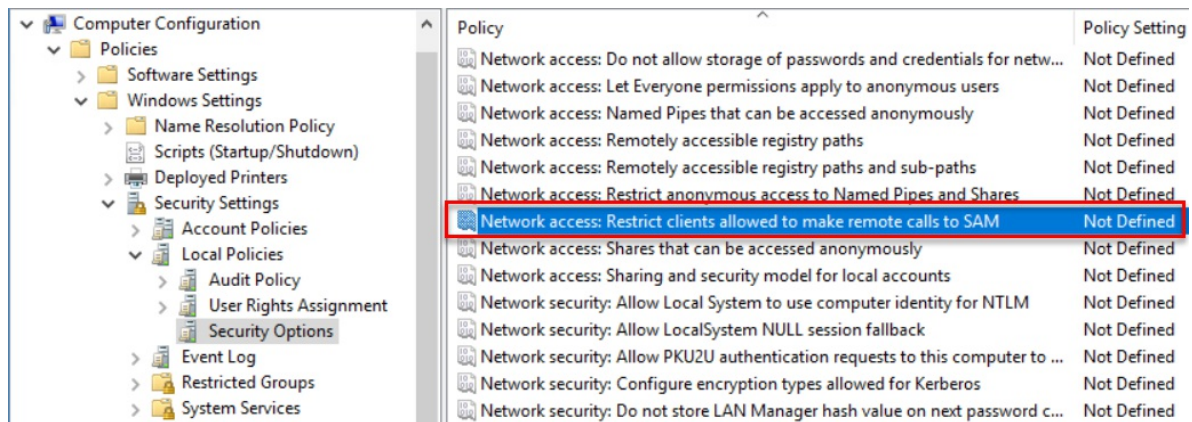 Computer Configuration
Policies
Software Settings
Windows Settings
Name Resolution Policy
Scripts (Startup/Shutdown)
Deployed Printers
Security Settings
Account Policies
Local Policies
Audit Policy
User Rights Assignment
Security Options
Event Log
Restricted Groups
System Services
Policy Policy Setting
Network access: Do not allow storage of passwords and credentials for netw... Not Defined
Network access: Let Everyone permissions apply to anonymous users Not Defined
Network access: Named Pipes that can be accessed anonymously Not Defined
Network access: Remotely accessible registry paths Not Defined
Network access: Remotely accessible registry paths and sub-paths Not Defined
Network access: Restrict anonymous access to Named Pipes and Shares Not Defined
Network access: Restrict clients allowed to make remote calls to SAM Not Defined
Network access: Shares that can be accessed anonymously Not Defined
Network access: Sharing and security model for local accounts Not Defined
Network security: Allow Local System to use computer identity for NTLM Not Defined
Network security: Allow LocalSystem NULL session fallback Not Defined
Network security: Allow PKU2U authentication requests to this computer to ... Not Defined
Network security: Configure encryption types allowed for Kerberos Not Defined
Network security: Do not store LAN Manager hash value on next password c... Not Defined